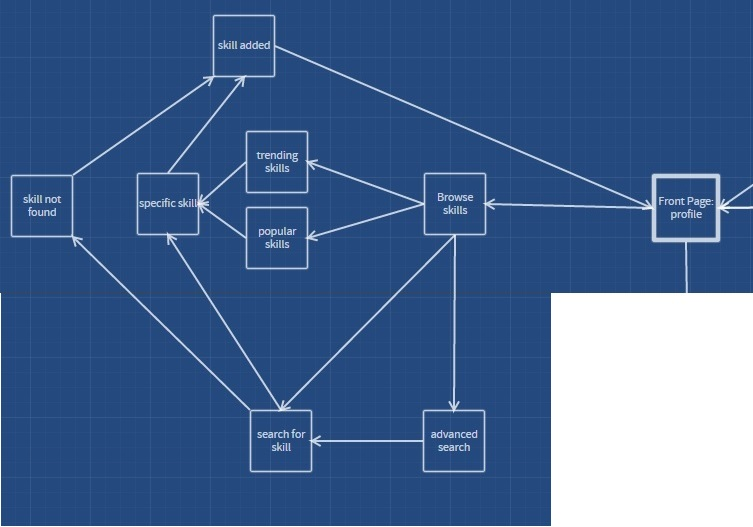 skill added
trending
skills
skill not
found
specific skill
Browse
skills
Front Page:
profile
popular
skills
search for
skill
advanced
search